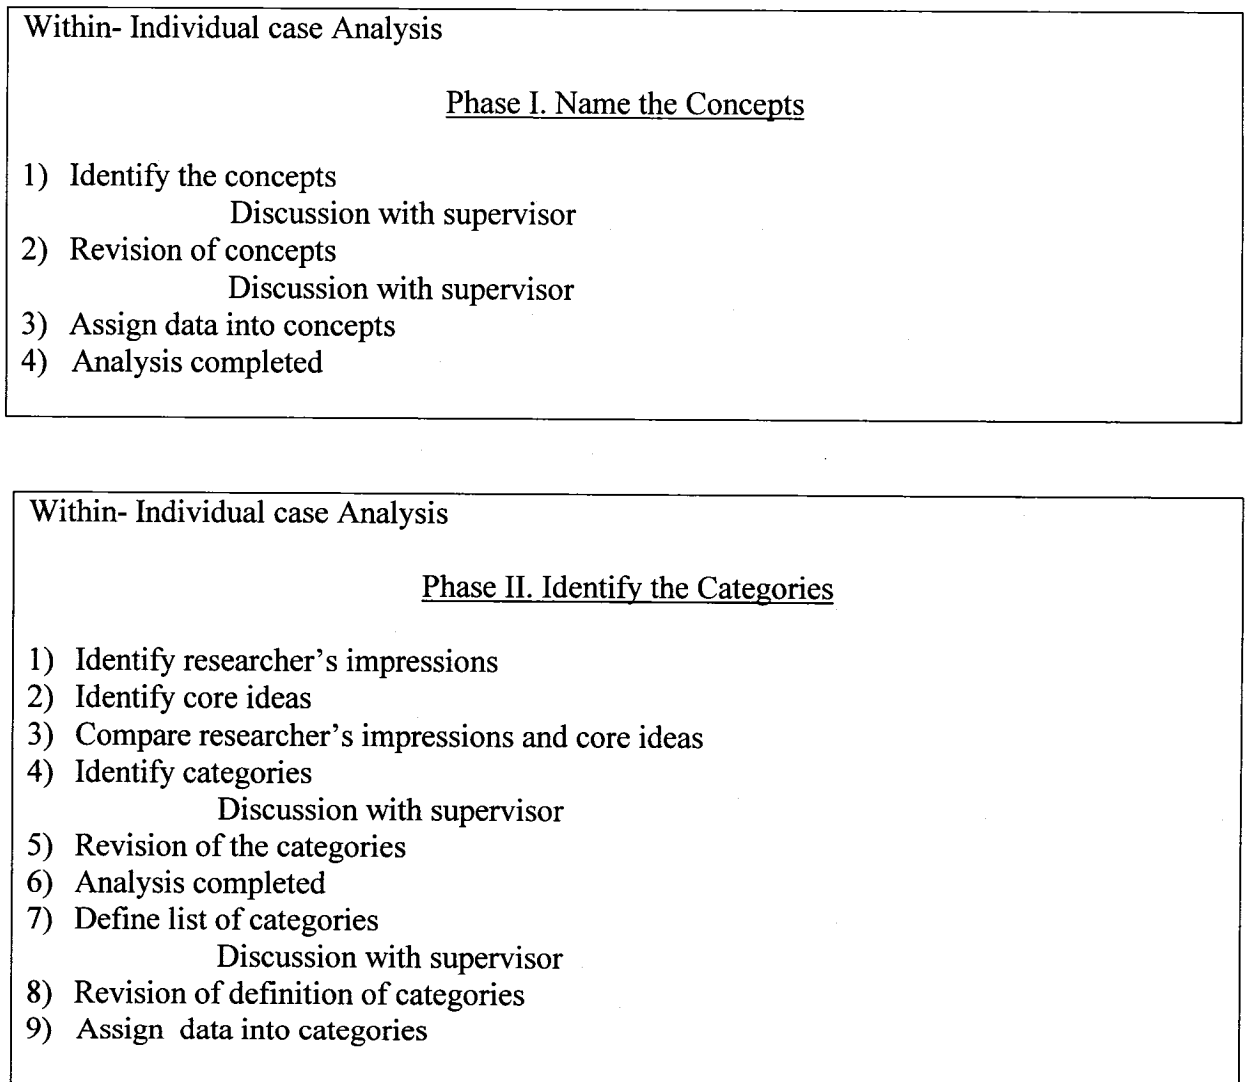 Within- Individual case Analysis
Phase I. Name the Concepts
1) Identify the concepts
Discussion with supervisor
2) Revision of concepts
Discussion with supervisor
3) Assign data into concepts
4) Analysis completed
Within- Individual case Analysis
Phase II. Identify the Categories
1) Identify researcher's impressions
2) Identify core ideas
3) Compare researcher's impressions and core ideas
4) Identify categories
Discussion with supervisor
5) Revision of the categories
6) Analysis completed
7) Define list of categories
Discussion with supervisor
8) Revision of definition of categories
9) Assign data into categories